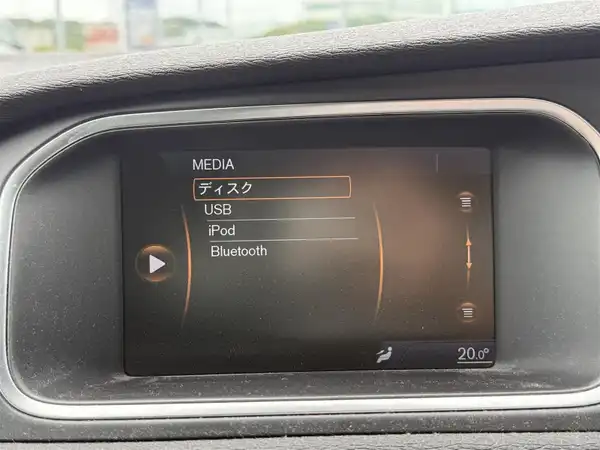 MEDIA
ディスク
USB
iPod
Bluetooth
20.0°